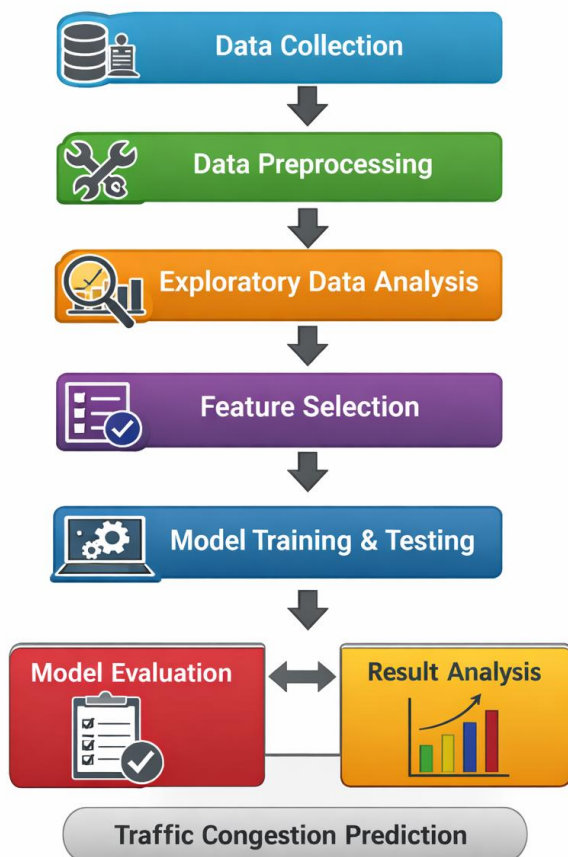 Data Collection
Data Preprocessing
Exploratory Data Analysis
Feature Selection
Model Training & Testing
Model Evaluation
Result Analysis
Traffic Congestion Prediction